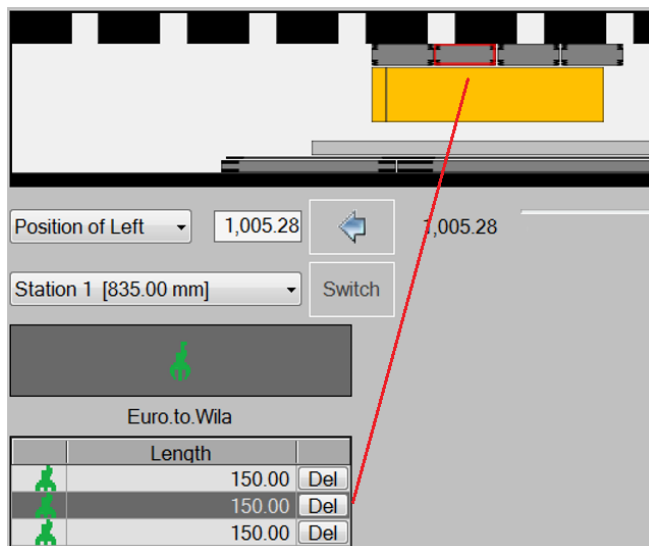 Position of Left 1,005.28 1,005.28
Station 1 [835.00 mm] Switch
Euro.to.Wila
Length
150.00 Del
150.00 Del
150.00 Del